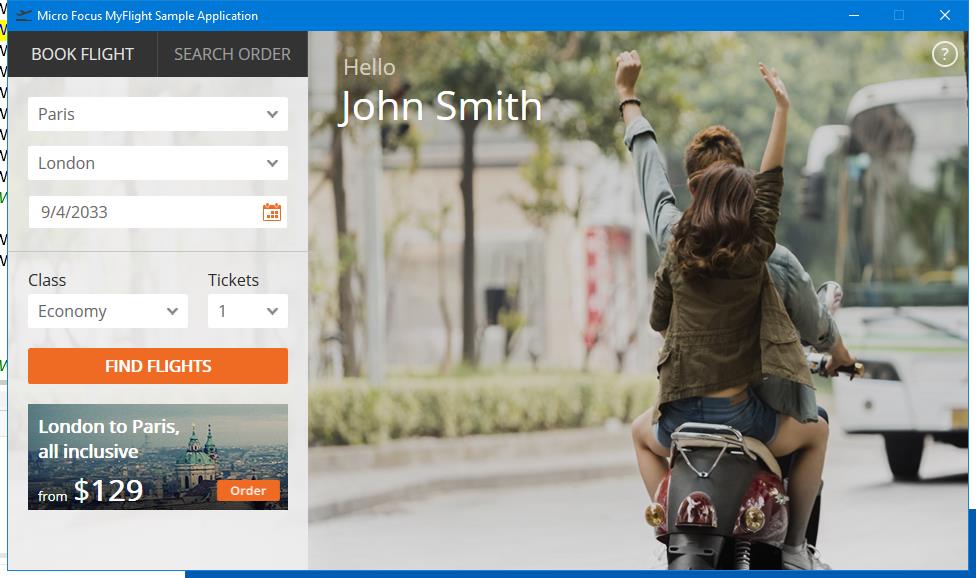 Micro Focus MyFlight Sample Application
BOOK FLIGHT
SEARCH ORDER
Hello
John Smith
?
Paris
London
9/4/2033
Class
Tickets
Economy
1
FIND FLIGHTS
London to Paris,
all inclusive
from $129
Order